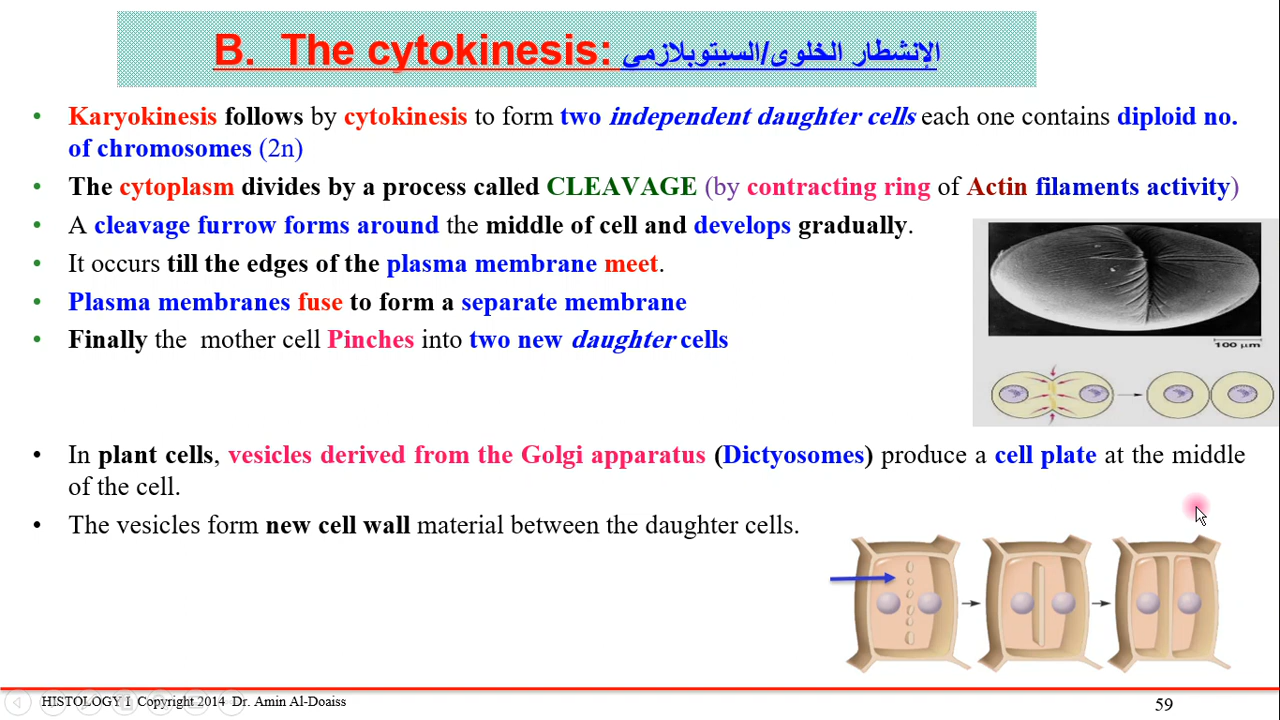 B. The cytokinesis: الإنشطار الخلوى/السيتوبلازمى
• Karyokinesis follows by cytokinesis to form two independent daughter cells each one contains diploid no.
of chromosomes (2n)
• The cytoplasm divides by a process called CLEAVAGE (by contracting ring of Actin filaments activity)
• A cleavage furrow forms around the middle of cell and develops gradually.
• It occurs till the edges of the plasma membrane meet.
• Plasma membranes fuse to form a separate membrane
• Finally the mother cell Pinches into two new daughter cells
100 µm
• In plant cells, vesicles derived from the Golgi apparatus (Dictyosomes) produce a cell plate at the middle
of the cell.
• The vesicles form new cell wall material between the daughter cells.
HISTOLOGY I Copyright 2014 Dr. Amin Al-Doaiss
59